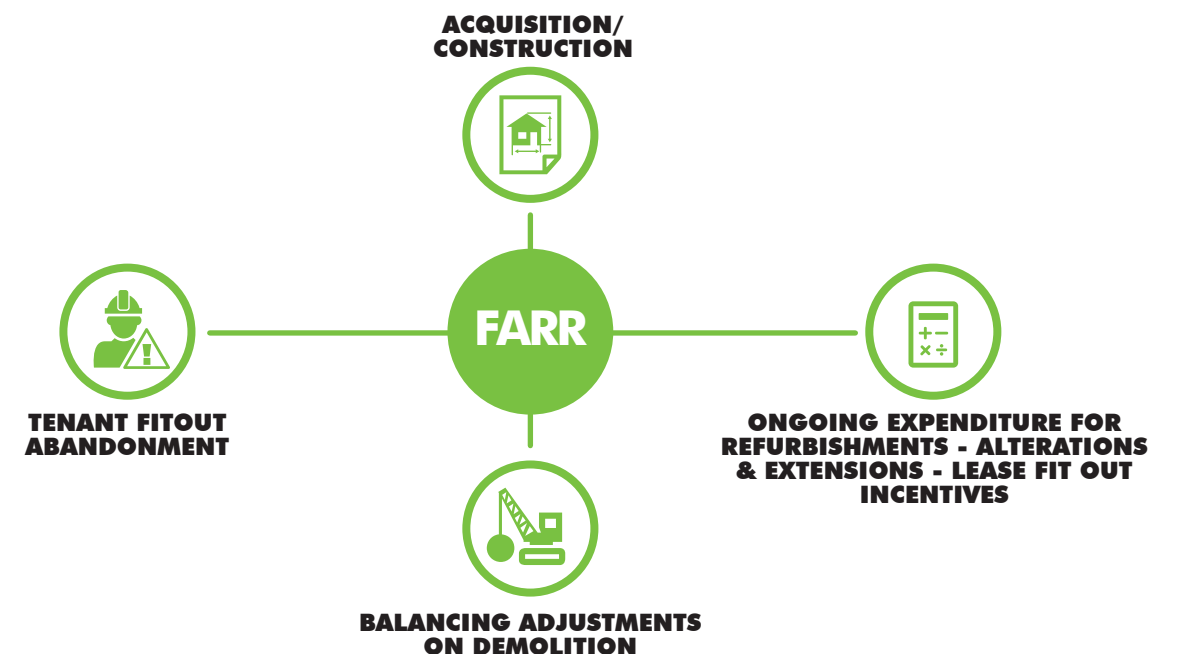 ACQUISITION/
CONSTRUCTION
FARR
TENANT FITOUT
ABANDONMENT
ONGOING EXPENDITURE FOR
REFURBISHMENTS - ALTERATIONS
& EXTENSIONS - LEASE FIT OUT
INCENTIVES
BALANCING ADJUSTMENTS
ON DEMOLITION